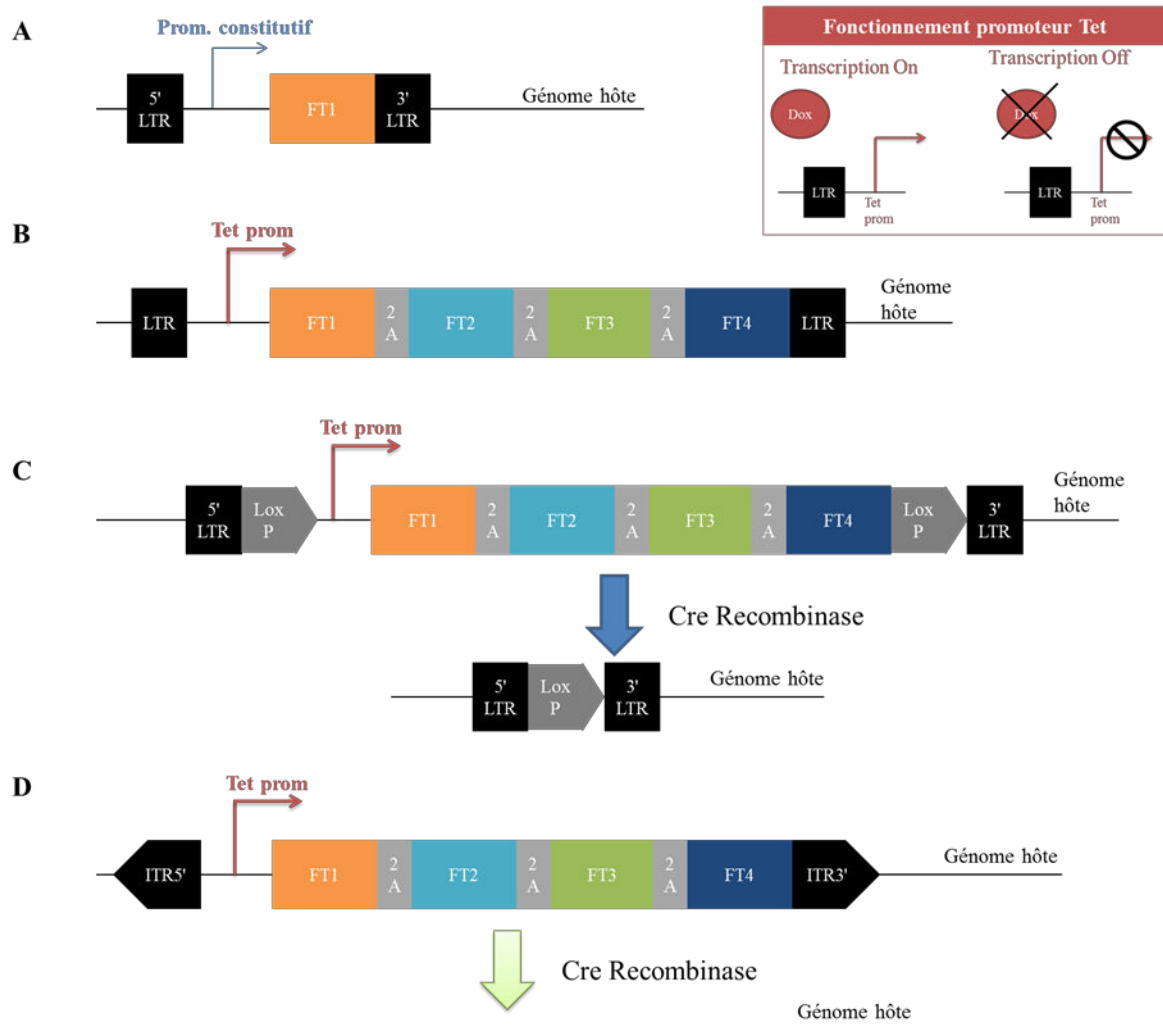 A
Prom. constitutif
5'
LTR
FT1
3'
LTR
Génome hôte
Fonctionnement promoteur Tet
Transcription On
Transcription Off
Dox
Dox
LTR
Tet
prom
LTR
Tet
prom
B
Tet prom
LTR
FT1
2
A
FT2
2
A
FT3
2
A
FT4
LTR
Génome
hôte
C
Tet prom
5'
LTR
Lox
P
FT1
2
A
FT2
2
A
FT3
2
A
FT4
Lox
P
3'
LTR
Génome
hôte
Cre Recombinase
5'
LTR
Lox
P
3'
LTR
Génome hôte
D
Tet prom
ITR5'
FT1
2
A
FT2
2
A
FT3
2
A
FT4
ITR3'
Génome hôte
Cre Recombinase
Génome hôte